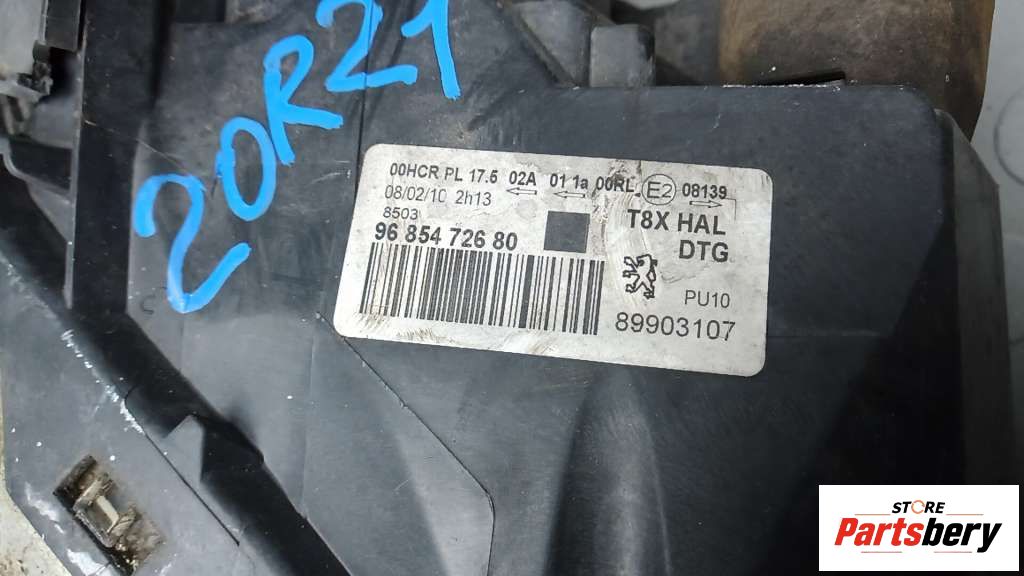 20R21
00HCR PL 17.5 02A 01 1a 00RL E2 08139
08/02/10 2h13
8503
96 854 726 80
T8X HAL
DTG
PU10
89903107
STORE
Partsbery